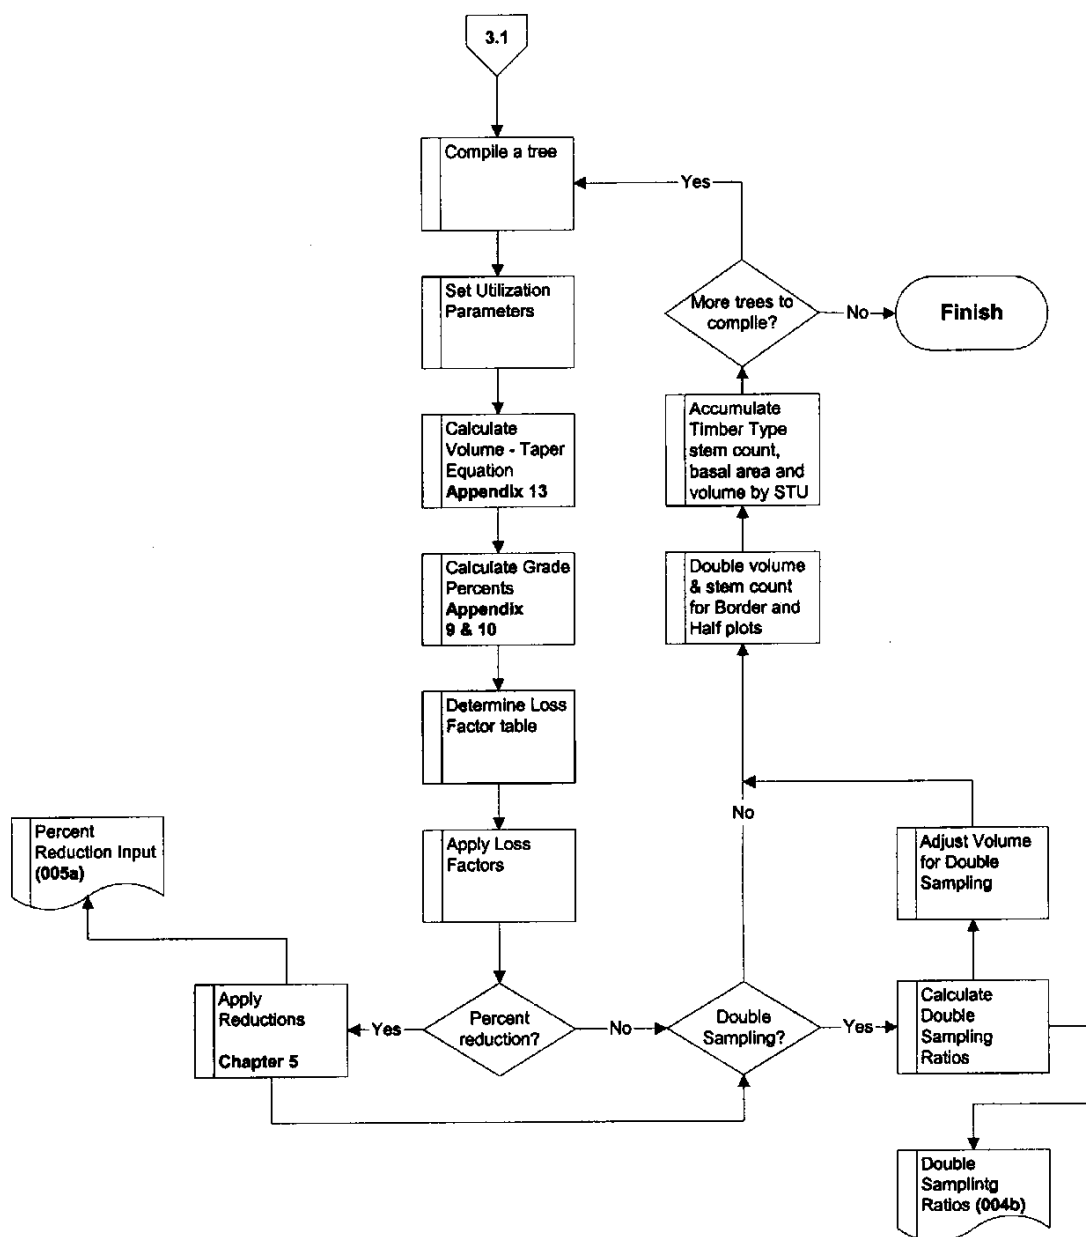 3.1
Compile a tree
Yes
Set Utilization
Parameters
More trees to
compile?
No
Finish
Calculate
Volume - Taper
Equation
Appendix 13
Accumulate
Timber Type
stem count,
basal area and
volume by STU
Calculate Grade
Percents
Appendix
9 & 10
Double volume
& stem count
for Border and
Half plots
Determine Loss
Factor table
No
Percent
Reduction Input
(005a)
Apply Loss
Factors
Adjust Volume
for Double
Sampling
Apply
Reductions
Chapter 5
Yes
Percent
reduction?
No
Double
Sampling?
Yes
Calculate
Double
Sampling
Ratios
Double
Samplintg
Ratios (004b)